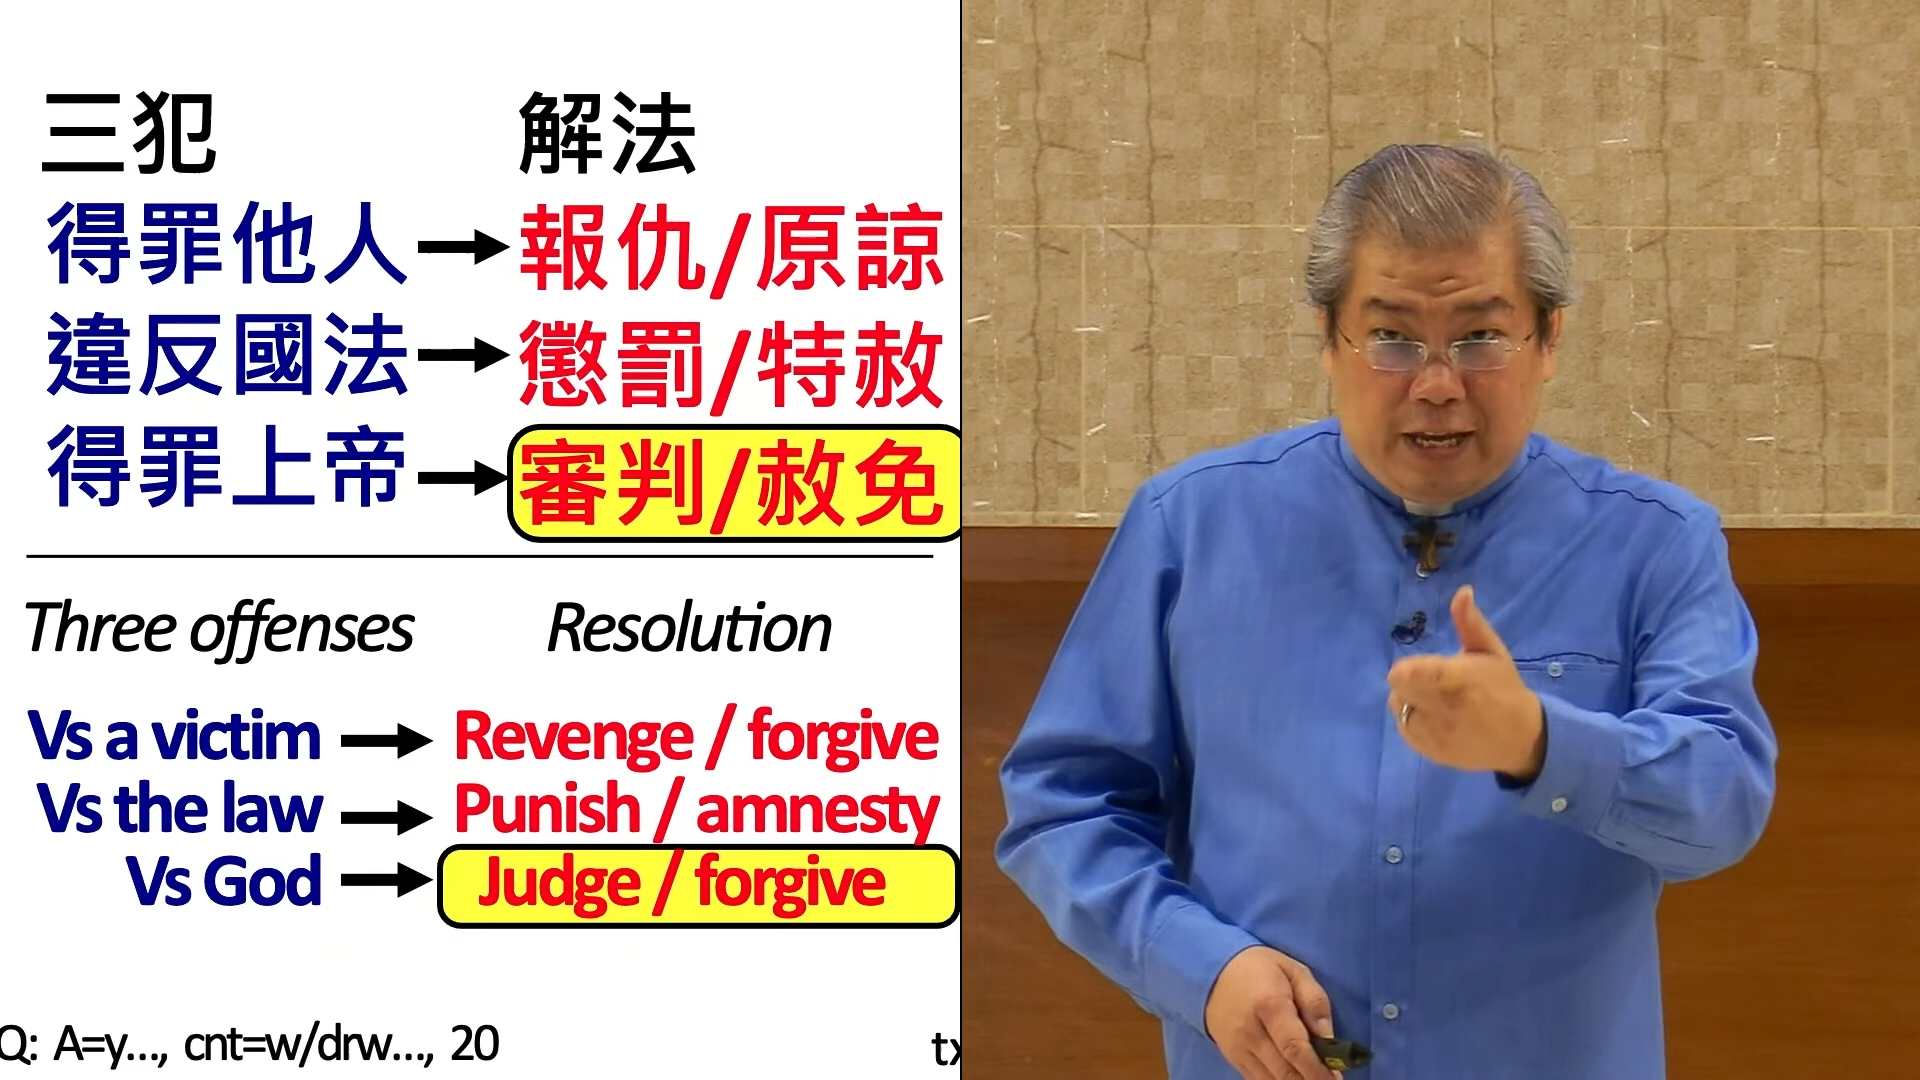 三犯 解法
得罪他人 報仇/原諒
違反國法 懲罰/特赦
得罪上帝 審判/赦免
Three offenses Resolution
Vs a victim Revenge / forgive
Vs the law Punish / amnesty
Vs God Judge / forgive
Q: A=y..., cnt=w/drw..., 20